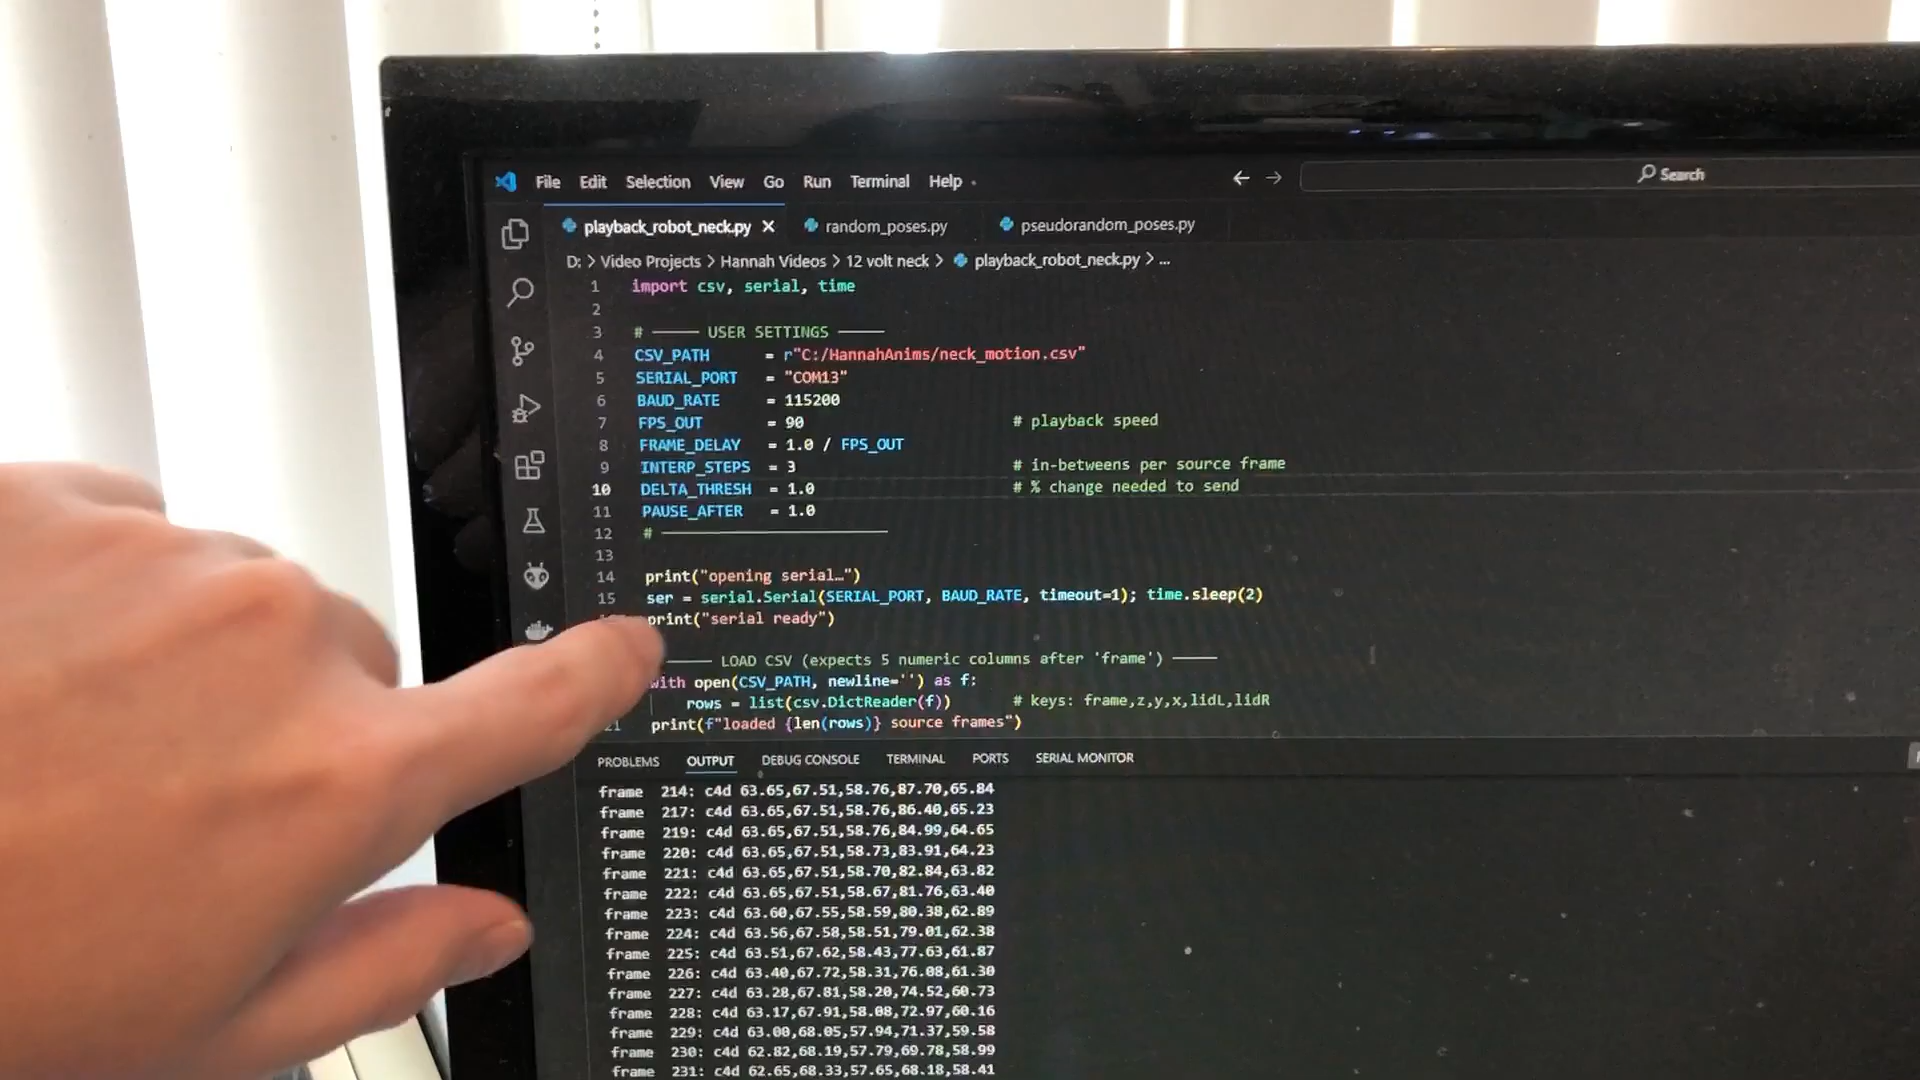 File Edit Selection View Go Run Terminal Help
Search
playback_robot_neck.py random_poses.py pseudorandom_poses.py
D: > Video Projects > Hannah Videos > 12 volt neck > playback_robot_neck.py > ...
1 import csv, serial, time
2
3 # ——— USER SETTINGS ———
4 CSV_PATH = r"C:/HannahAnims/neck_motion.csv"
5 SERIAL_PORT = "COM13"
6 BAUD_RATE = 115200
7 FPS_OUT = 90 # playback speed
8 FRAME_DELAY = 1.0 / FPS_OUT
9 INTERP_STEPS = 3 # in-betweens per source frame
10 DELTA_THRESH = 1.0 # % change needed to send
11 PAUSE_AFTER = 1.0
12 # ———————————————
13
14 print("opening serial…")
15 ser = serial.Serial(SERIAL_PORT, BAUD_RATE, timeout=1); time.sleep(2)
print("serial ready")
——— LOAD CSV (expects 5 numeric columns after 'frame') ———
with open(CSV_PATH, newline='') as f:
rows = list(csv.DictReader(f)) # keys: frame,z,y,x,lidL,lidR
21 print(f"loaded {len(rows)} source frames")
PROBLEMS OUTPUT DEBUG CONSOLE TERMINAL PORTS SERIAL MONITOR
frame 214: c4d 63.65,67.51,58.76,87.70,65.84
frame 217: c4d 63.65,67.51,58.76,86.40,65.23
frame 219: c4d 63.65,67.51,58.76,84.99,64.65
frame 220: c4d 63.65,67.51,58.73,83.91,64.23
frame 221: c4d 63.65,67.51,58.70,82.84,63.82
frame 222: c4d 63.65,67.51,58.67,81.76,63.40
frame 223: c4d 63.60,67.55,58.59,80.38,62.89
frame 224: c4d 63.56,67.58,58.51,79.01,62.38
frame 225: c4d 63.51,67.62,58.43,77.63,61.87
frame 226: c4d 63.40,67.72,58.31,76.08,61.30
frame 227: c4d 63.28,67.81,58.20,74.52,60.73
frame 228: c4d 63.17,67.91,58.08,72.97,60.16
frame 229: c4d 63.00,68.05,57.94,71.37,59.58
frame 230: c4d 62.82,68.19,57.79,69.78,58.99
frame 231: c4d 62.65,68.33,57.65,68.18,58.41